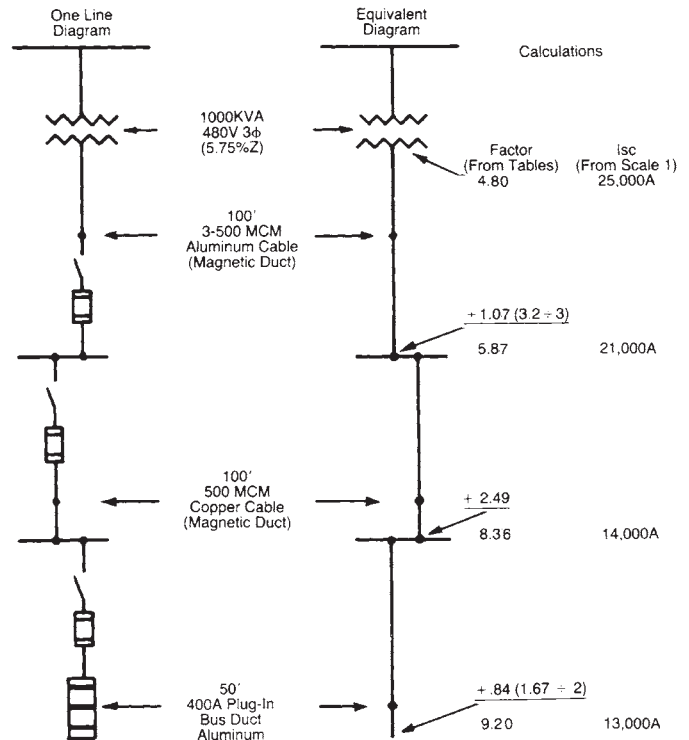 One Line
Diagram
Equivalent
Diagram
Calculations
1000KVA
480V 3ϕ
(5.75%Z)
Factor
(From Tables)
4.80
Isc
(From Scale 1)
25,000A
100′
3-500 MCM
Aluminum Cable
(Magnetic Duct)
+ 1.07 (3.2 ÷ 3)
5.87
21,000A
100′
500 MCM
Copper Cable
(Magnetic Duct)
+ 2.49
8.36
14,000A
50′
400A Plug-In
Bus Duct
Aluminum
+ .84 (1.67 ÷ 2)
9.20
13,000A